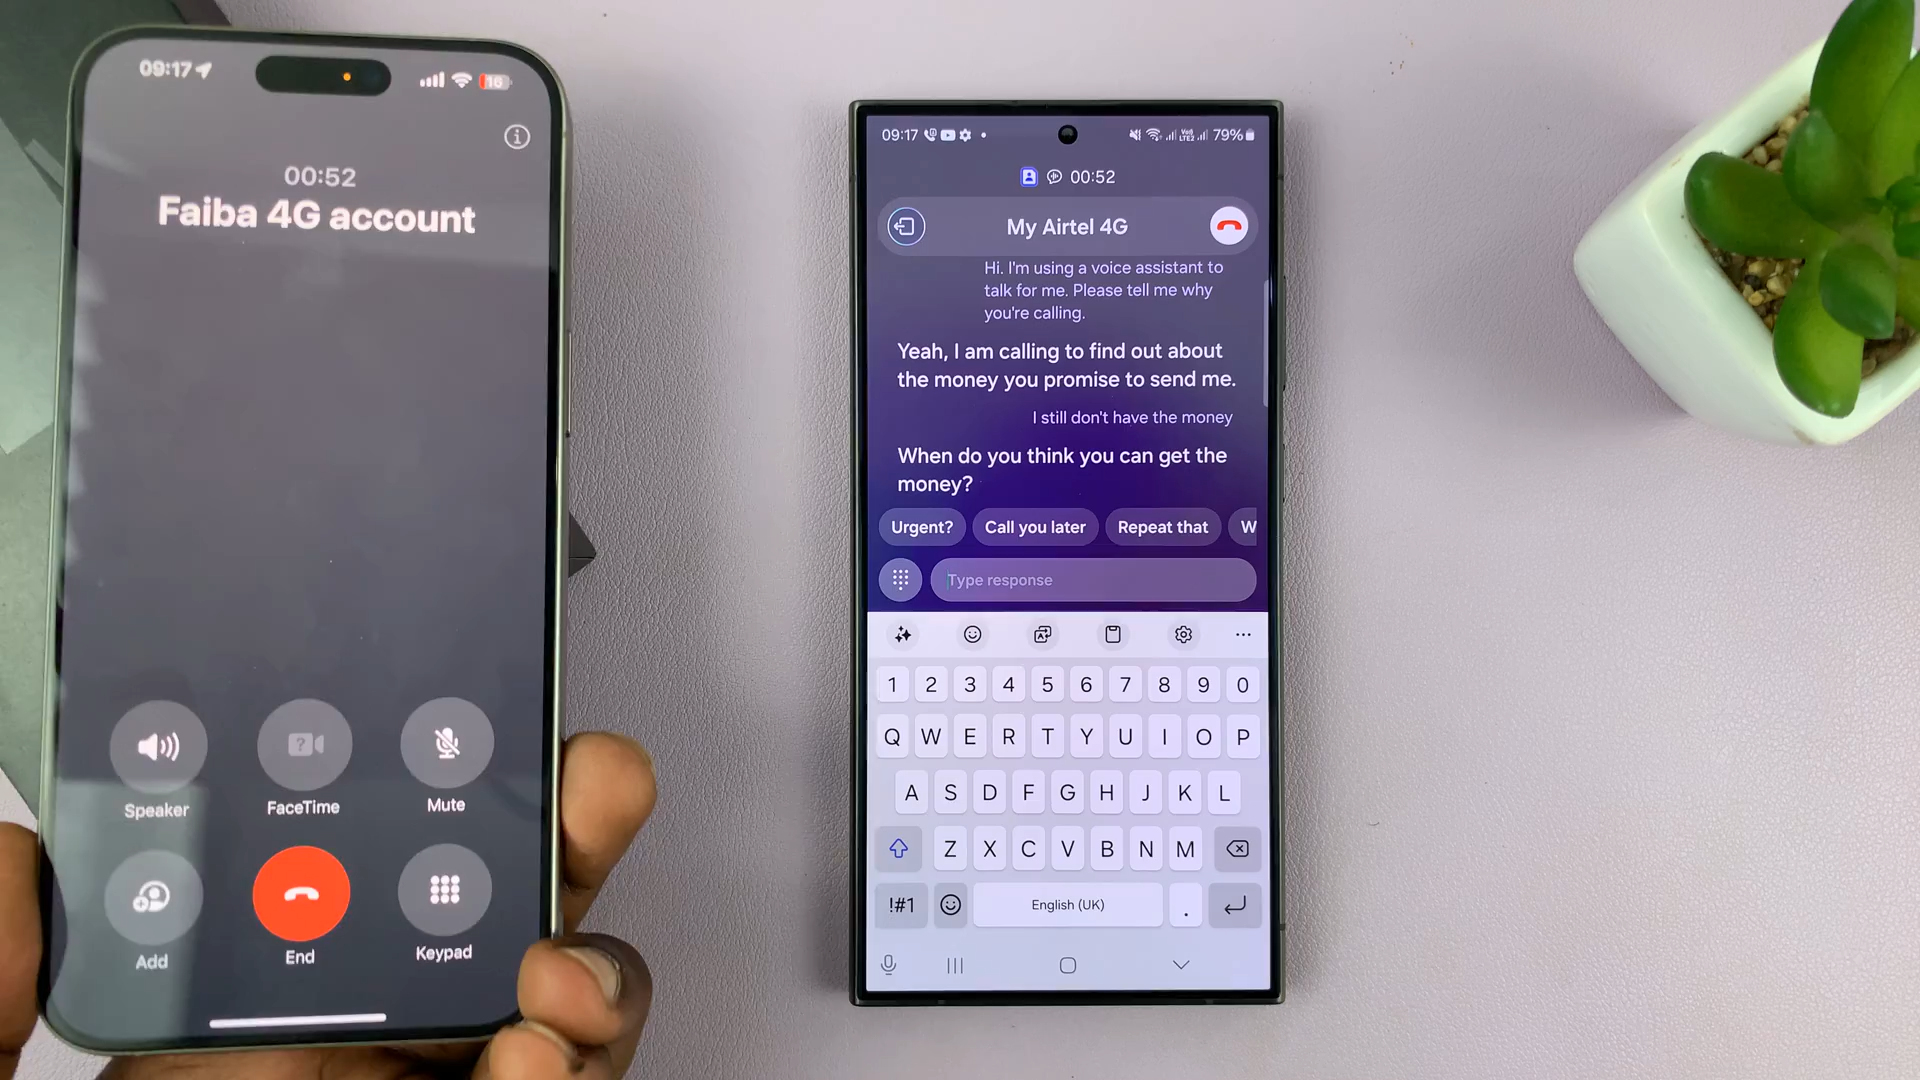 09:17
16
00:52
Faiba 4G account
Speaker
FaceTime
Mute
Add
End
Keypad
09:17
79%
00:52
My Airtel 4G
Hi. I'm using a voice assistant to
talk for me. Please tell me why
you're calling.
Yeah, I am calling to find out about
the money you promise to send me.
I still don't have the money
When do you think you can get the
money?
Urgent? Call you later Repeat that W
Type response
1 2 3 4 5 6 7 8 9 0
Q W E R T Y U I O P
A S D F G H J K L
Z X C V B N M
!#1 English (UK) .